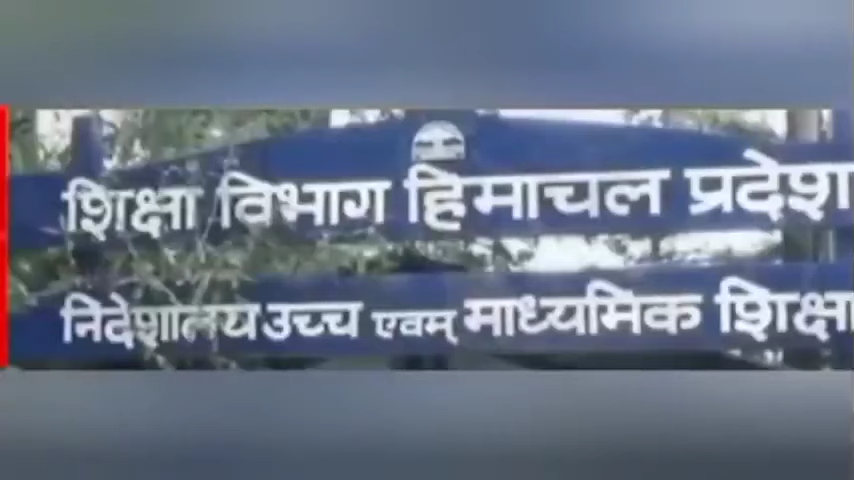 शिक्षा विभाग हिमाचल प्रदेश
निदेशालय उच्च एवम् माध्यमिक शिक्षा